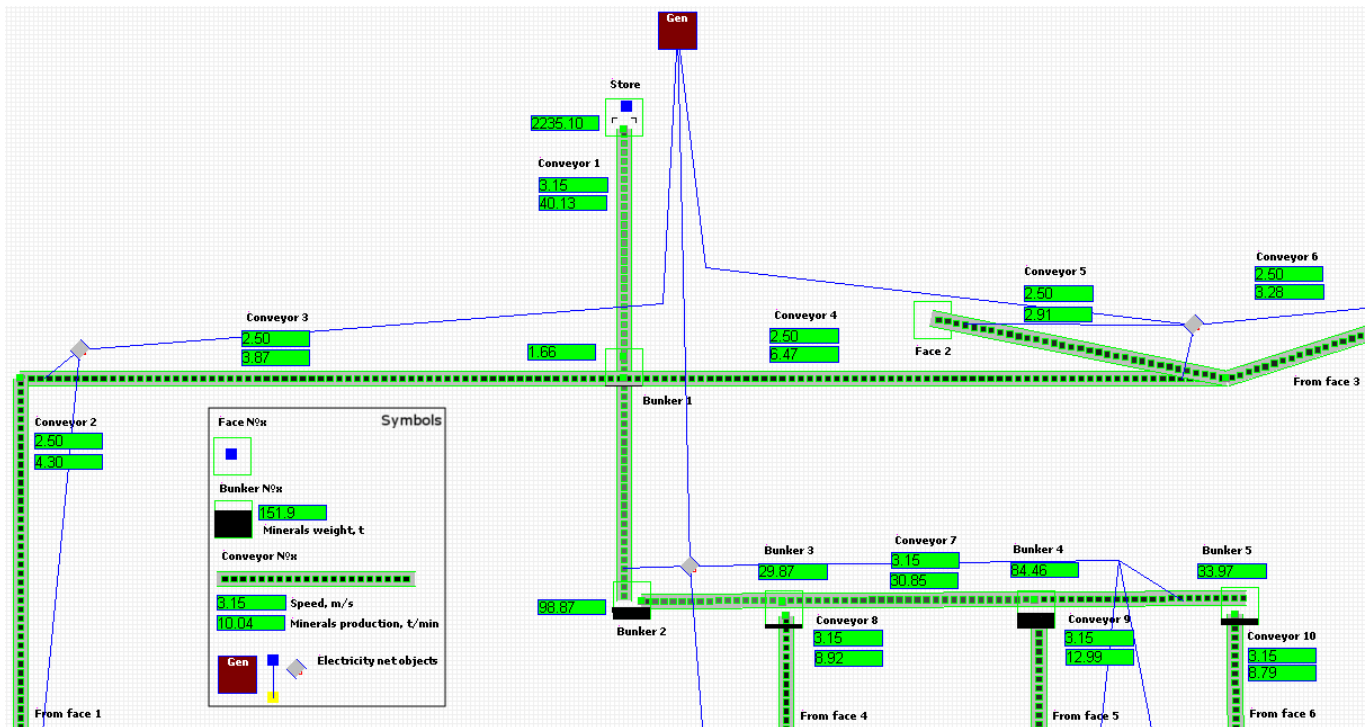 Gen
Store
2235.10
Conveyor 1
3.15
40.13
Conveyor 6
2.50
3.28
Conveyor 5
2.50
2.91
Conveyor 3
2.50
3.87
Conveyor 4
2.50
6.47
1.66
Face 2
From face 3
Bunker 1
Conveyor 2
2.50
4.30
Symbols
Face №x
Bunker №x
151.9
Minerals weight, t
Conveyor №x
3.15 Speed, m/s
10.04 Minerals production, t/min
Gen
Electricity net objects
From face 1
98.87
Bunker 2
Bunker 3
29.87
Conveyor 7
3.15
30.85
Bunker 4
84.46
Bunker 5
33.97
Conveyor 8
3.15
8.92
Conveyor 9
3.15
12.99
Conveyor 10
3.15
8.79
From face 4
From face 5
From face 6